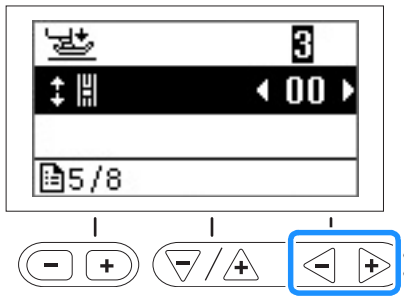 3
00
5/8
- + - / + - +